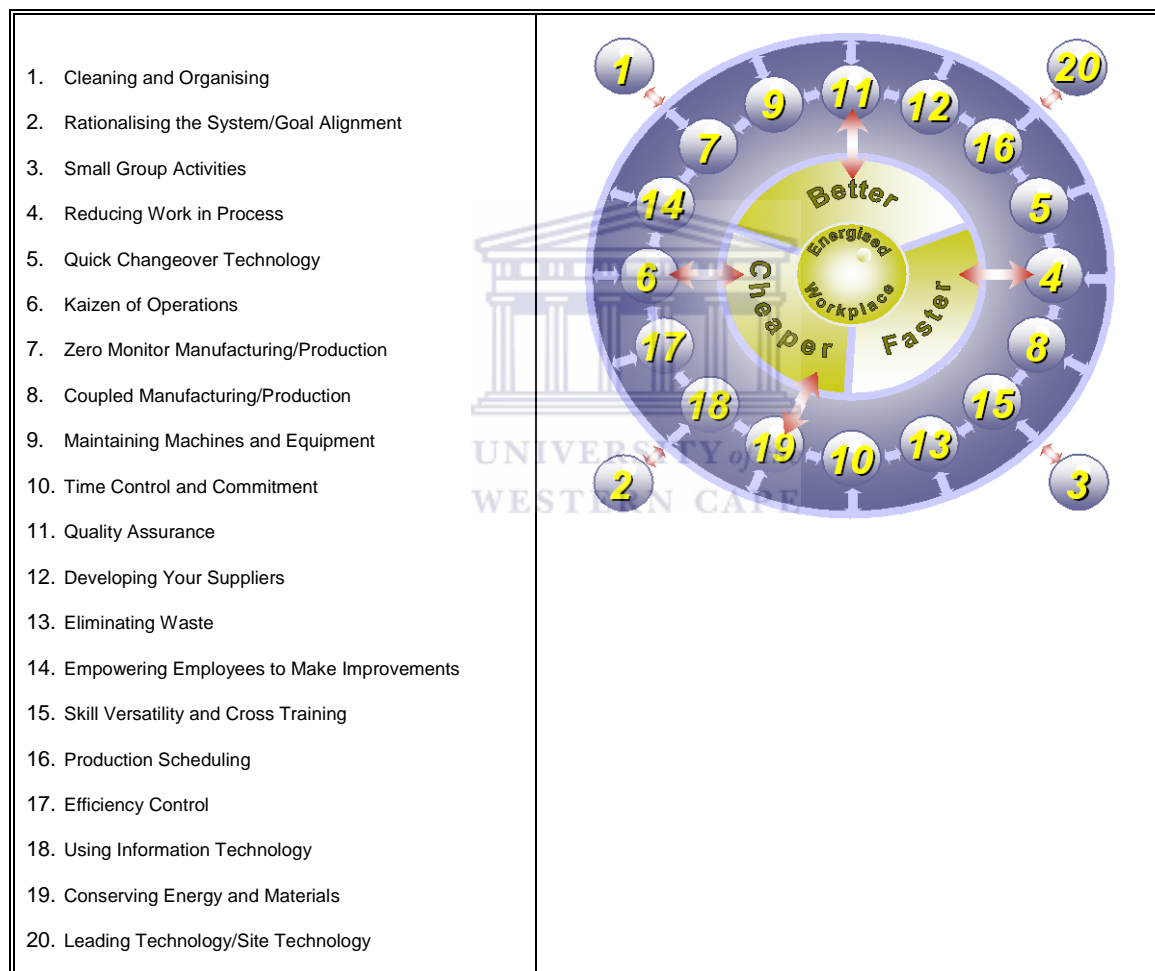 1. Cleaning and Organising
2. Rationalising the System/Goal Alignment
3. Small Group Activities
4. Reducing Work in Process
5. Quick Changeover Technology
6. Kaizen of Operations
7. Zero Monitor Manufacturing/Production
8. Coupled Manufacturing/Production
9. Maintaining Machines and Equipment
10. Time Control and Commitment
11. Quality Assurance
12. Developing Your Suppliers
13. Eliminating Waste
14. Empowering Employees to Make Improvements
15. Skill Versatility and Cross Training
16. Production Scheduling
17. Efficiency Control
18. Using Information Technology
19. Conserving Energy and Materials
20. Leading Technology/Site Technology
1
20
11
9
12
7
16
14
5
6
4
17
8
18
15
19
13
10
2
3
Better
Energised
Workplace
Cheaper
Faster
UNIVERSITY of
WESTERN CAPE